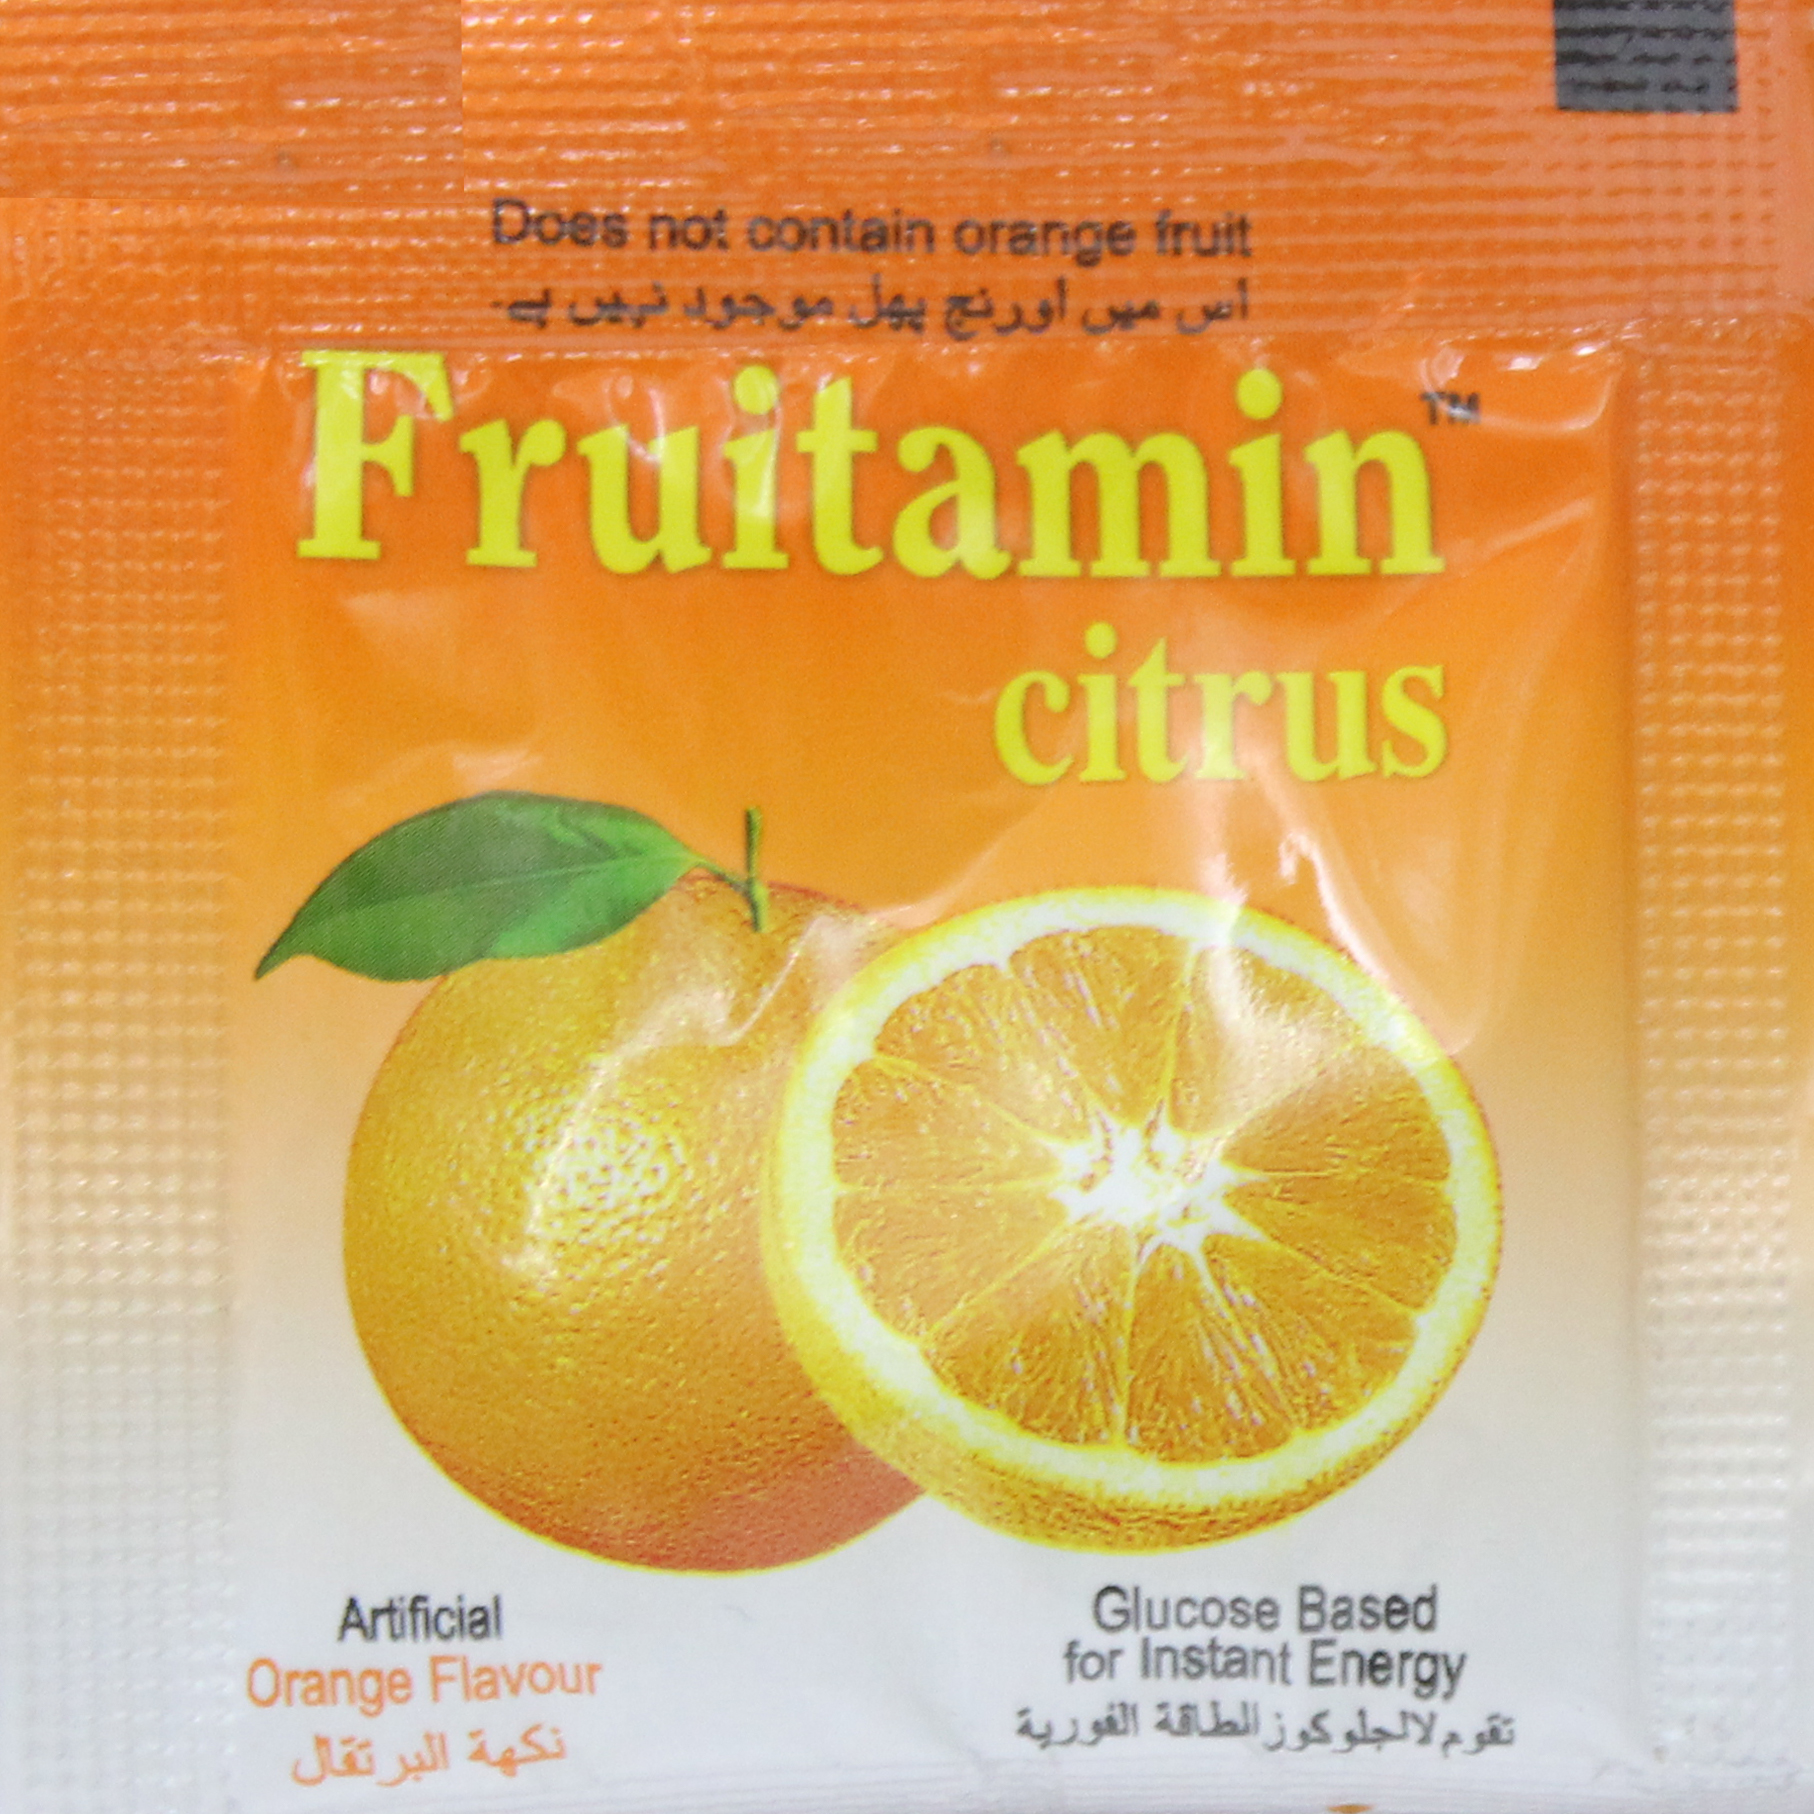 Does not contain orange fruit
اس میں اورنج پھل موجود نہیں ہے۔
Fruitamin™
citrus
Artificial
Orange Flavour
نكهة البرتقال
Glucose Based
for Instant Energy
تقوم لالجلوكوز الطاقة الفورية